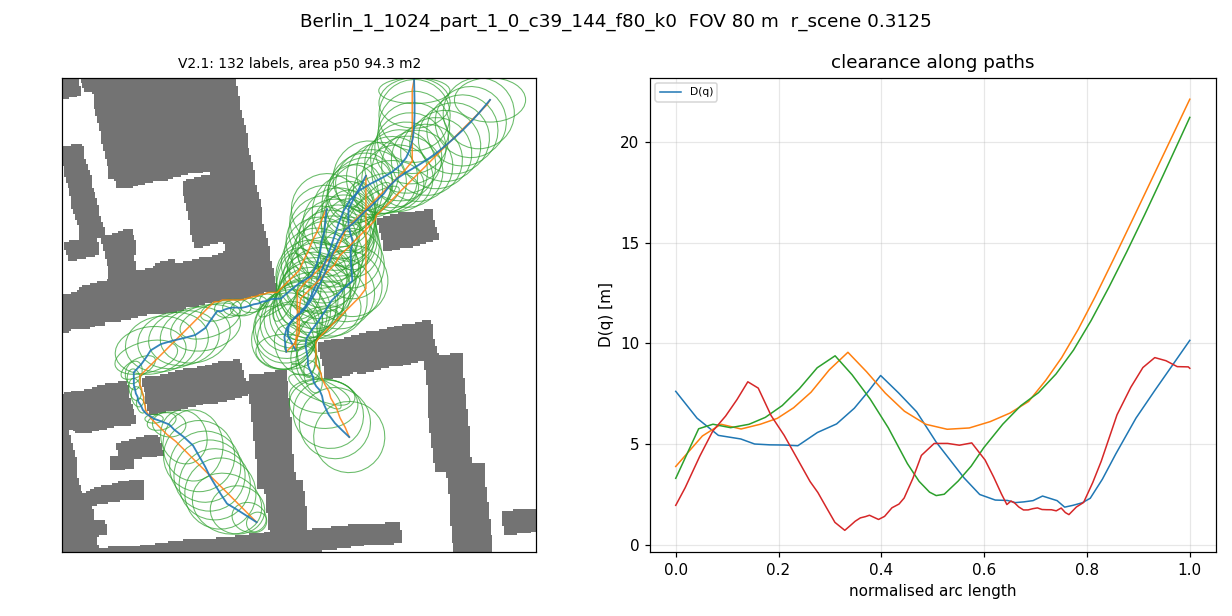 Berlin_1_1024_part_1_0_c39_144_f80_k0 FOV 80 m r_scene 0.3125
V2.1: 132 labels, area p50 94.3 m2
clearance along paths
D(q)
20
15
10
5
0
D(q) [m]
0.0 0.2 0.4 0.6 0.8 1.0
normalised arc length